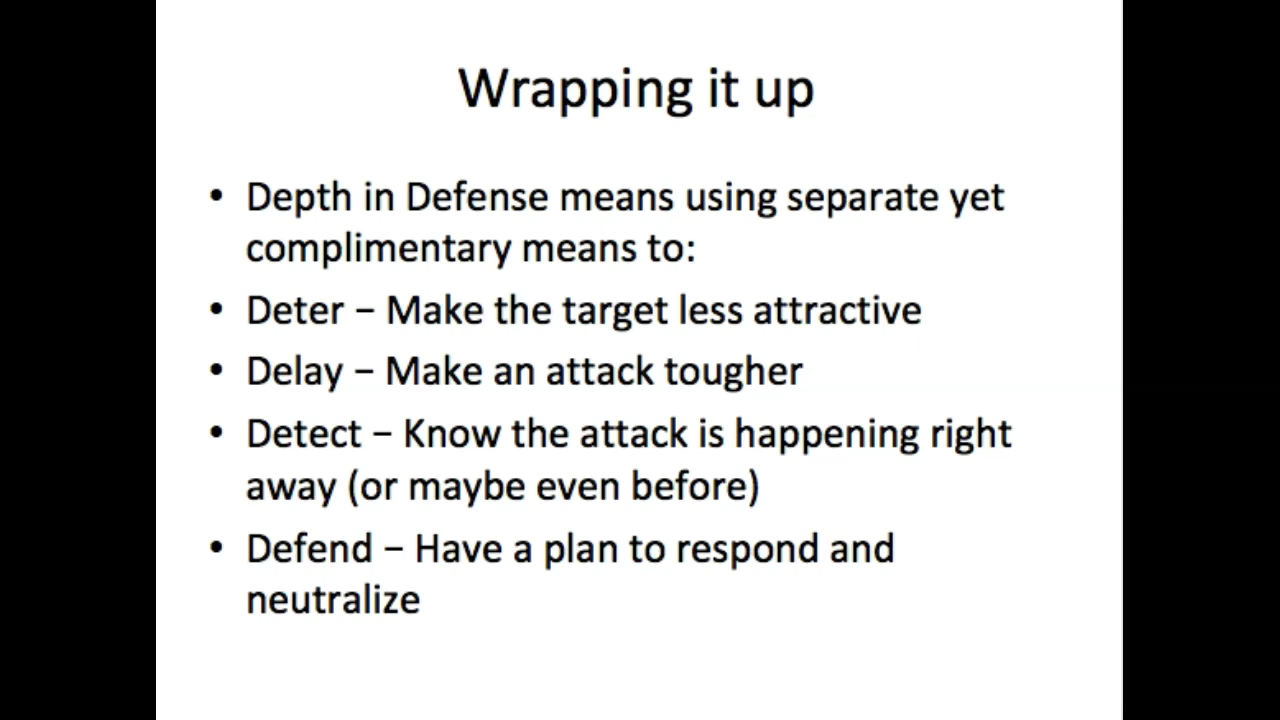 Wrapping it up
• Depth in Defense means using separate yet
complimentary means to:
• Deter – Make the target less attractive
• Delay – Make an attack tougher
• Detect – Know the attack is happening right
away (or maybe even before)
• Defend – Have a plan to respond and
neutralize